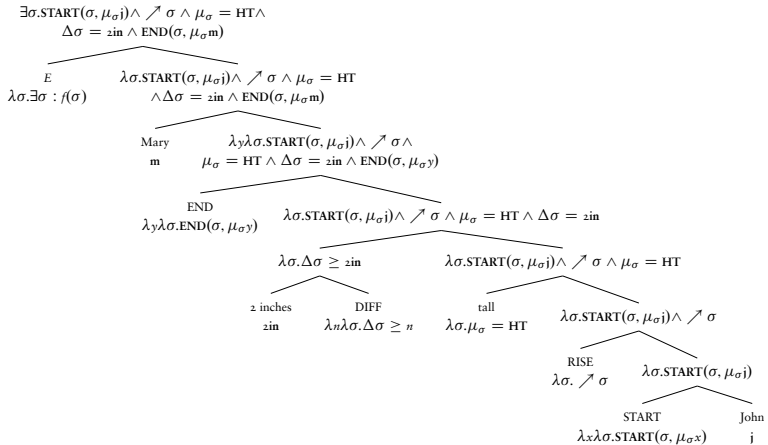 ∃σ.START(σ, μσj)∧ ↗ σ ∧ μσ = HT∧
Δσ = 2in ∧ END(σ, μσm)
E
λσ.∃σ : f(σ)
λσ.START(σ, μσj)∧ ↗ σ ∧ μσ = HT
∧Δσ = 2in ∧ END(σ, μσm)
Mary
m
λyλσ.START(σ, μσj)∧ ↗ σ∧
μσ = HT ∧ Δσ = 2in ∧ END(σ, μσy)
END
λyλσ.END(σ, μσy)
λσ.START(σ, μσj)∧ ↗ σ ∧ μσ = HT ∧ Δσ = 2in
λσ.Δσ ≥ 2in
λσ.START(σ, μσj)∧ ↗ σ ∧ μσ = HT
2 inches
2in
DIFF
λnλσ.Δσ ≥ n
tall
λσ.μσ = HT
λσ.START(σ, μσj)∧ ↗ σ
RISE
λσ. ↗ σ
λσ.START(σ, μσj)
START
λxλσ.START(σ, μσx)
John
j